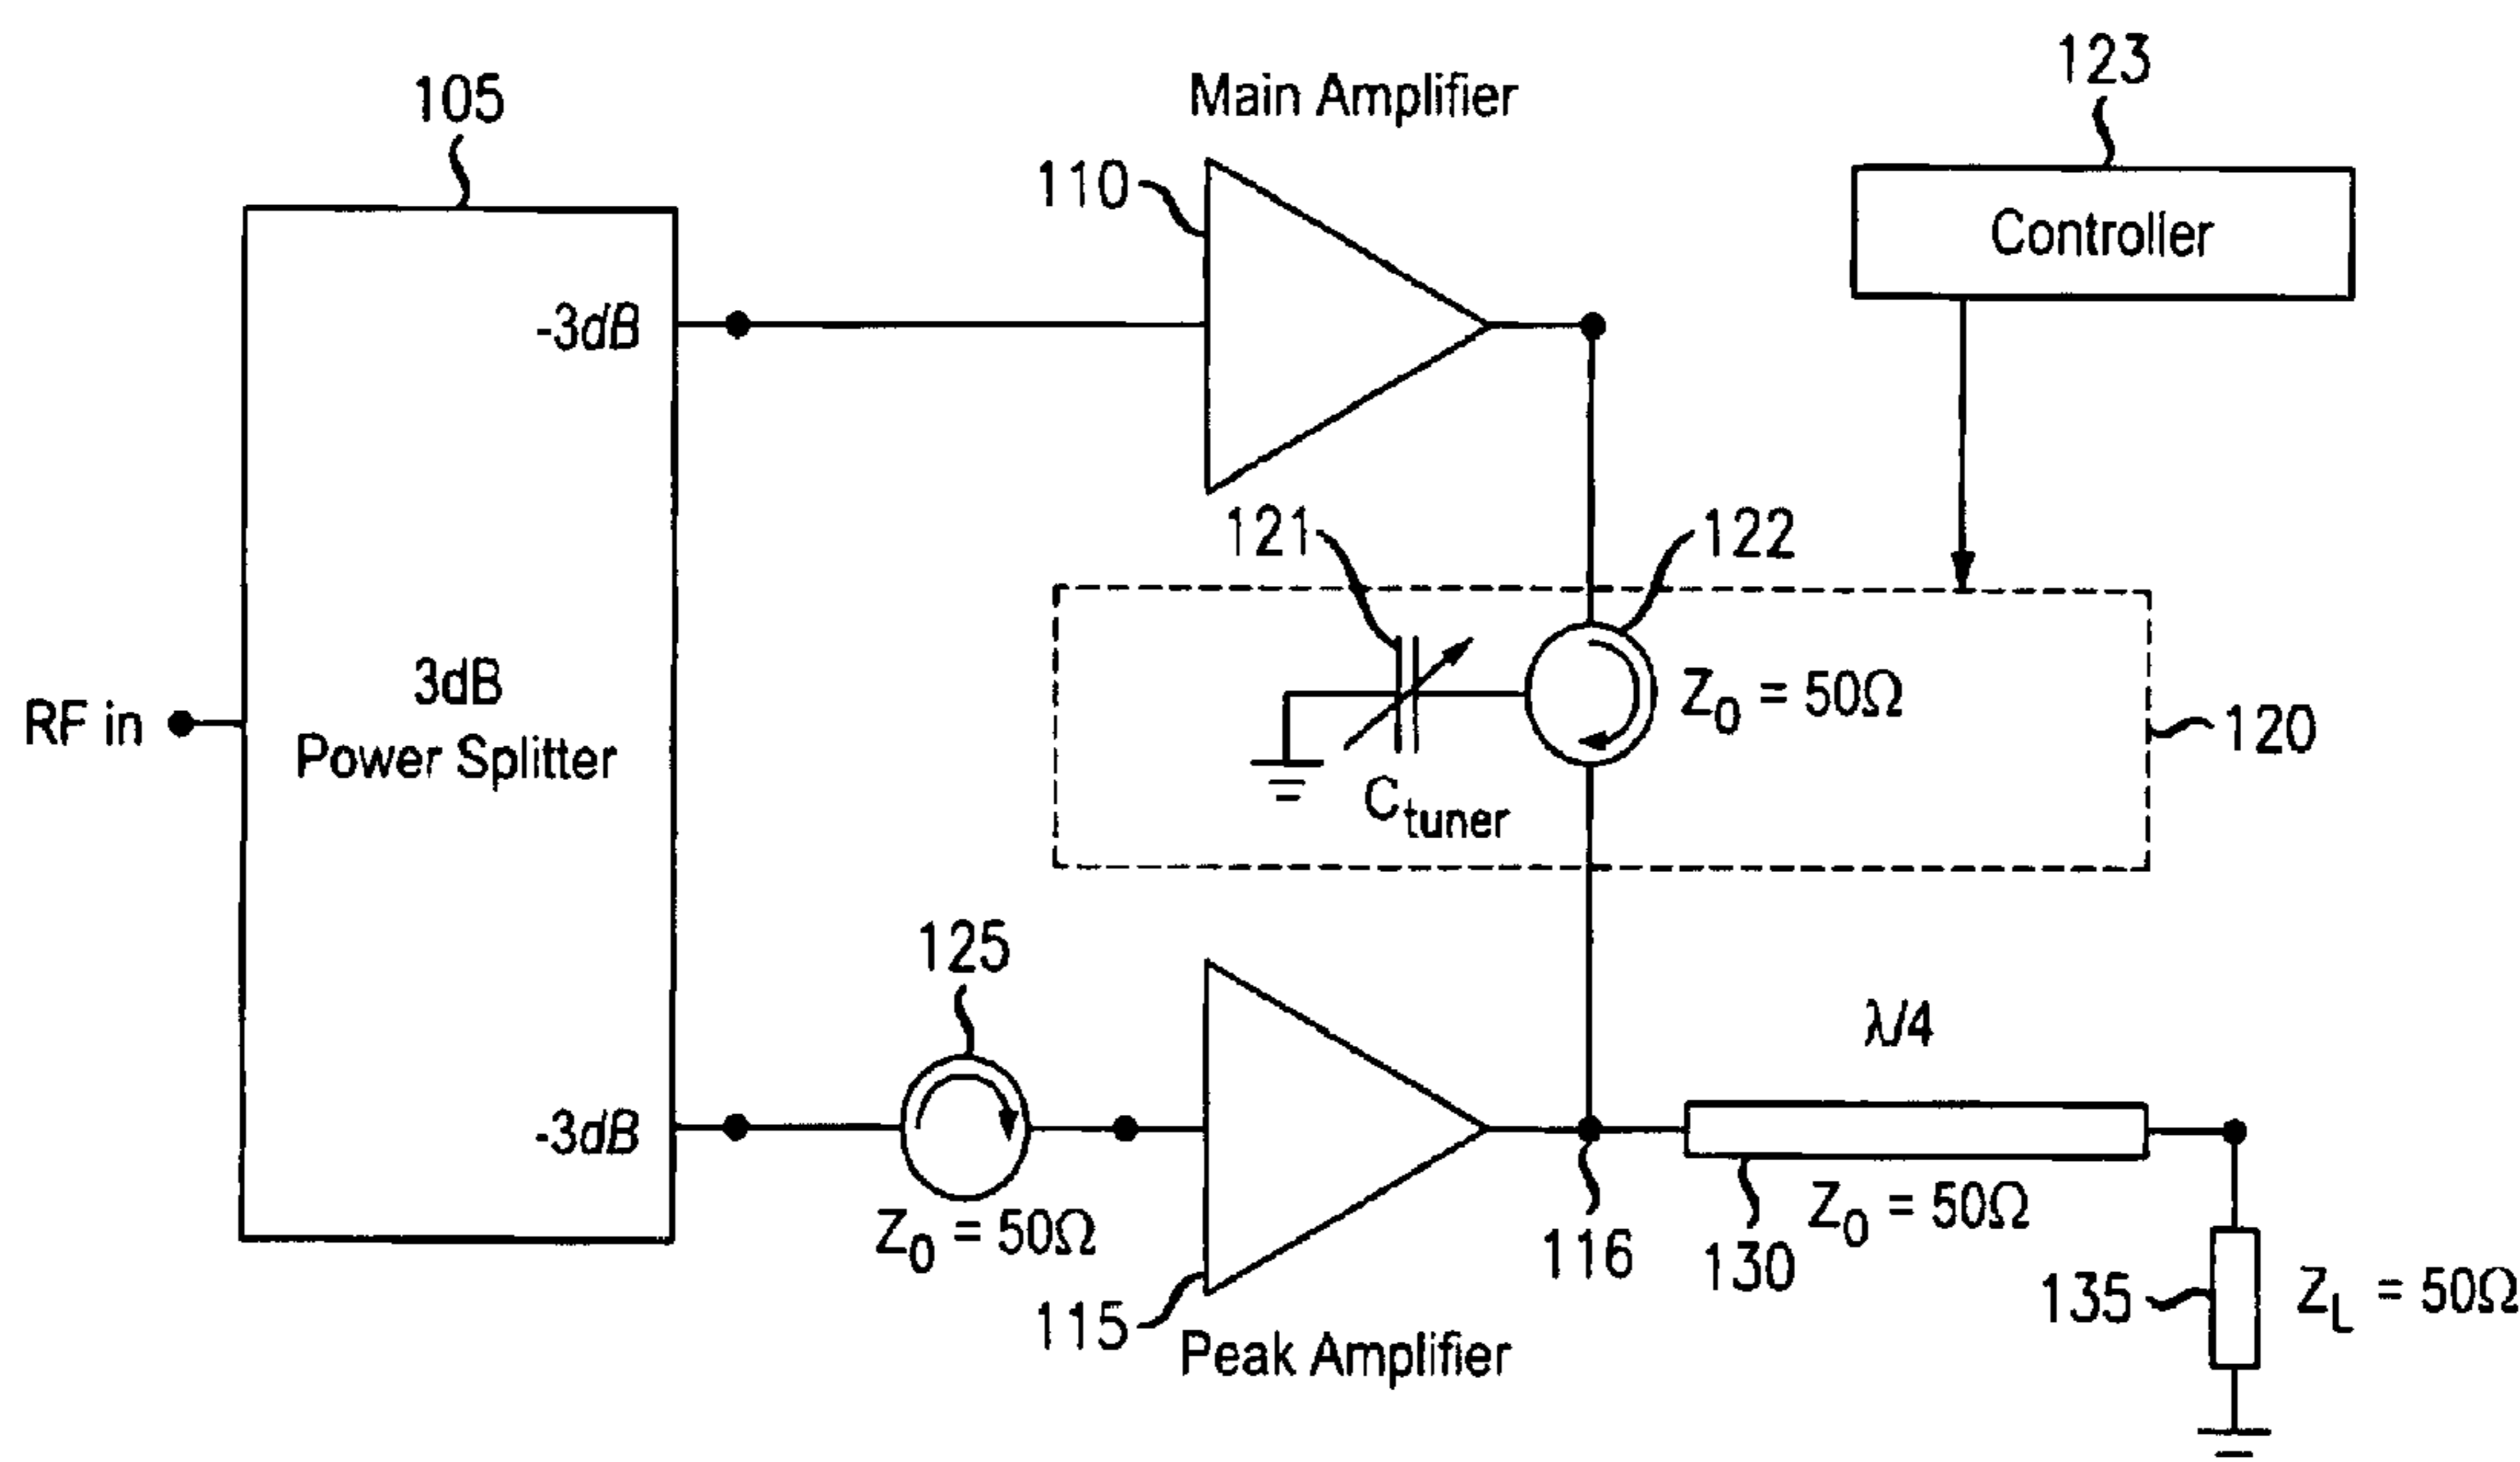 105
Main Amplifier
123
110
Controller
-3dB
121
122
3dB
Power Splitter
RF in
Z0 = 50Ω
120
Ctuner
125
λ/4
-3dB
Z0 = 50Ω
116
130
Z0 = 50Ω
115
Peak Amplifier
135
ZL = 50Ω